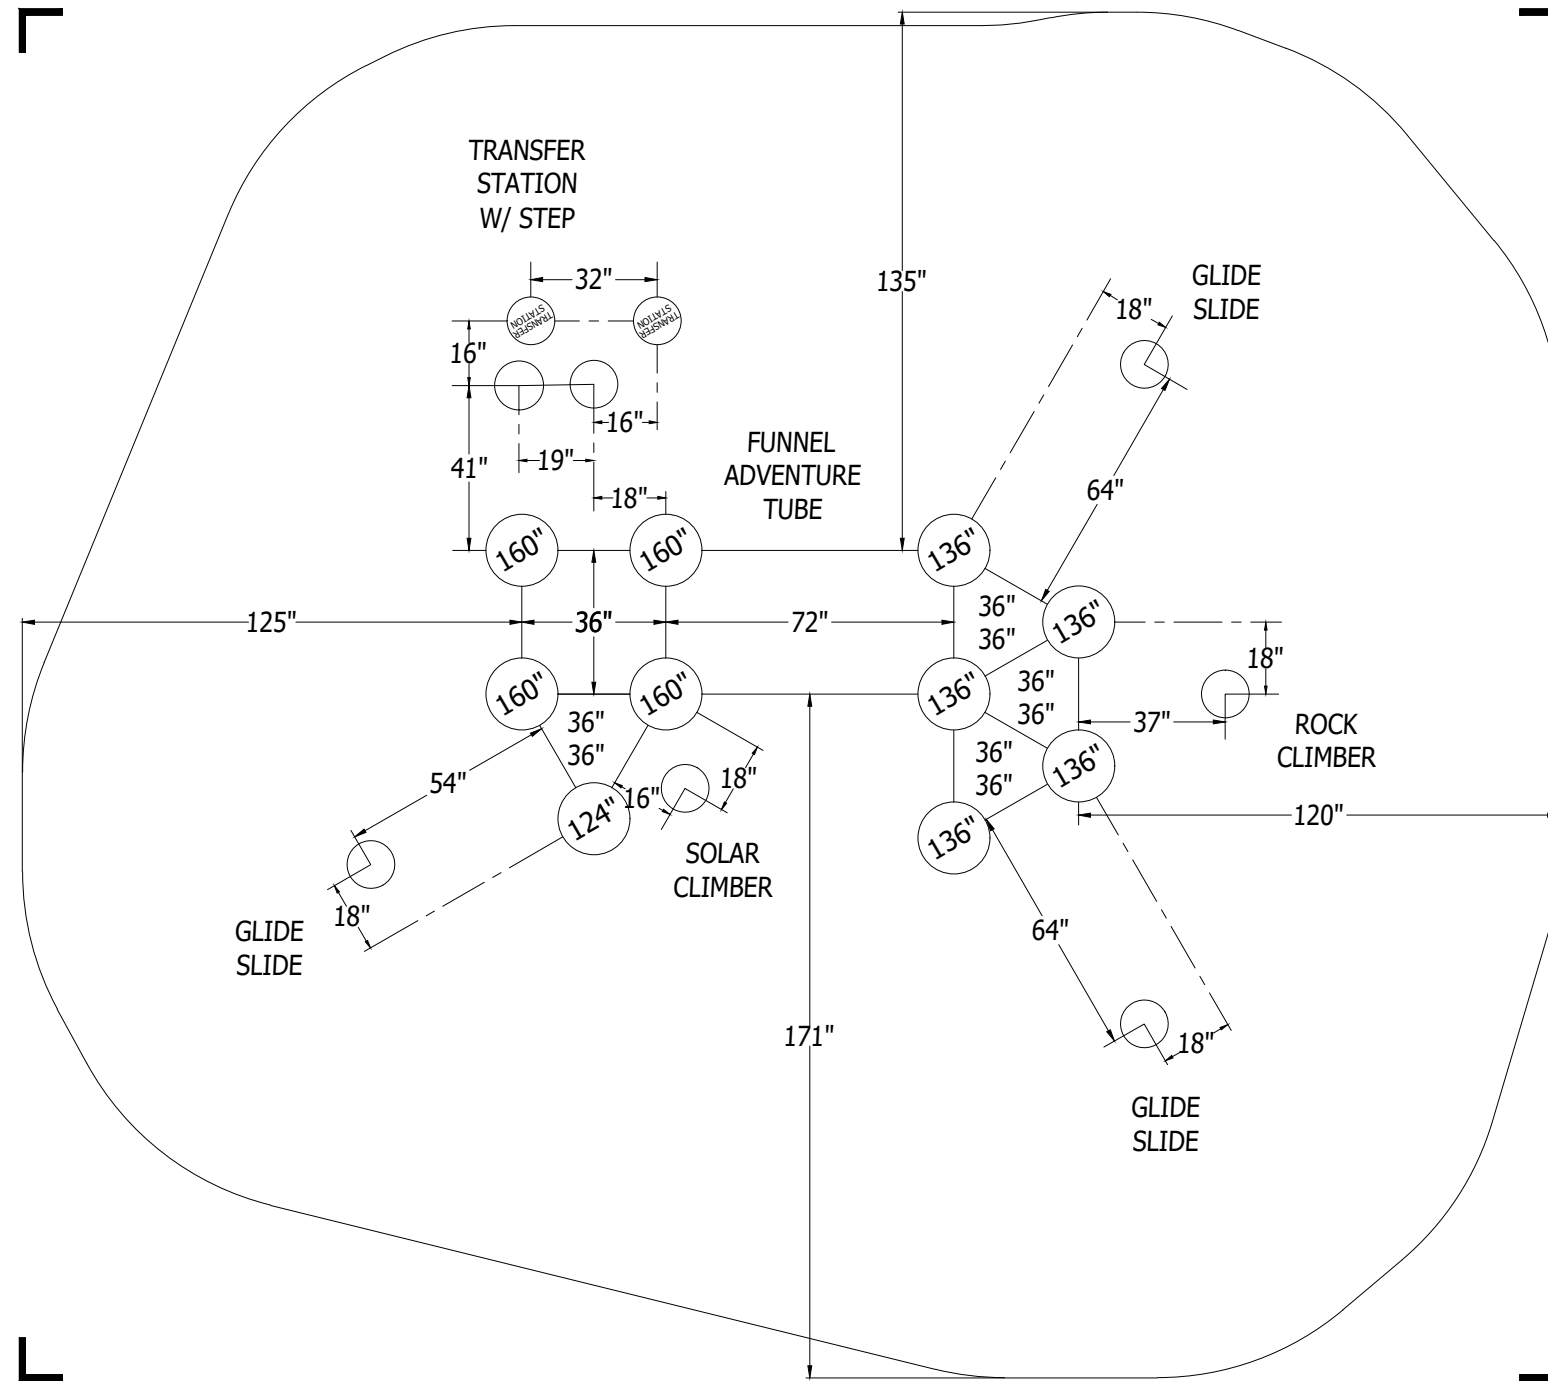 TRANSFER
STATION
W/ STEP
32"
TRANSFER
STATION
TRANSFER
STATION
16"
41"
19"
16"
18"
135"
GLIDE
SLIDE
18"
64"
FUNNEL
ADVENTURE
TUBE
160"
160"
136"
125"
36"
72"
36"
36"
136"
160"
160"
136"
36"
36"
18"
37"
ROCK
CLIMBER
36"
36"
54"
16"
18"
124"
36"
36"
136"
136"
120"
SOLAR
CLIMBER
18"
GLIDE
SLIDE
64"
171"
18"
GLIDE
SLIDE